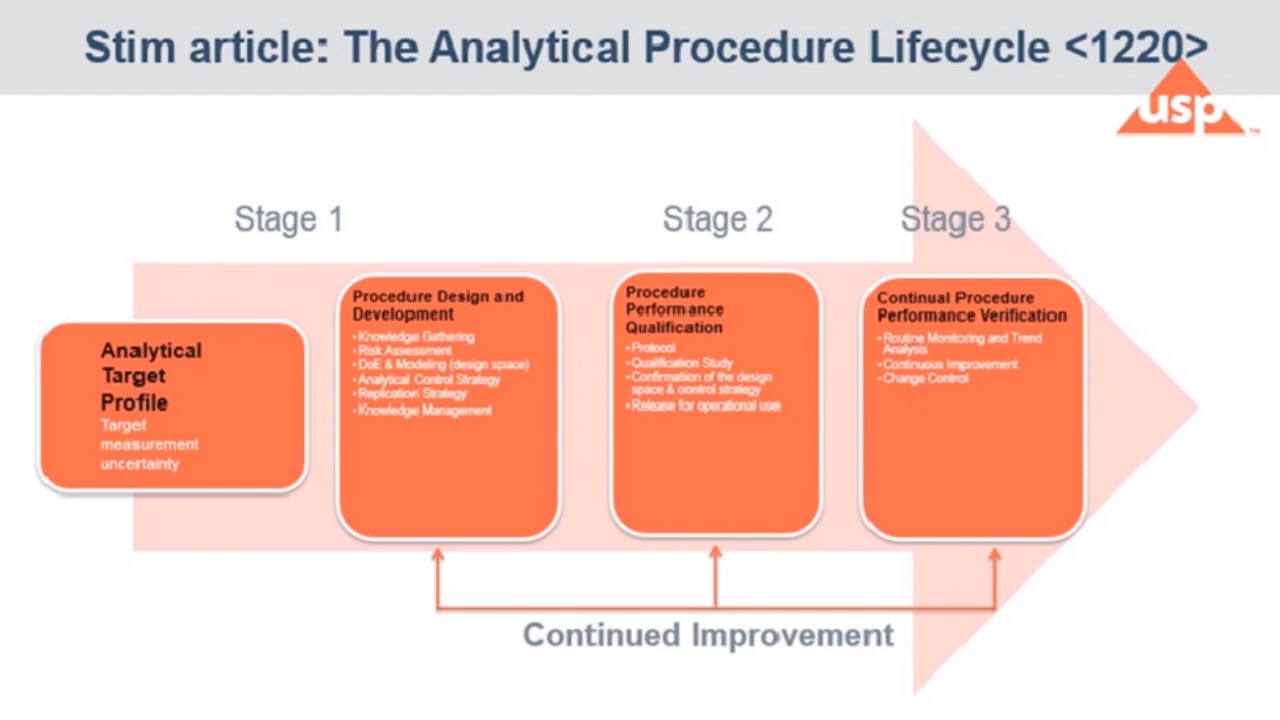 Stim article: The Analytical Procedure Lifecycle <1220>
usp
TM
Stage 1
Stage 2
Stage 3
Analytical
Target
Profile
Target
measurement
uncertainty
Procedure Design and
Development
• Knowledge Gathering
• Risk Assessment
• DoE & Modeling (design space)
• Analytical Control Strategy
• Replication Strategy
• Knowledge Management
Procedure
Performance
Qualification
• Protocol
• Qualification Study
• Confirmation of the design
space & control strategy
• Release for operational use
Continual Procedure
Performance Verification
• Routine Monitoring and Trend
Analysis
• Continuous Improvement
• Change Control
Continued Improvement